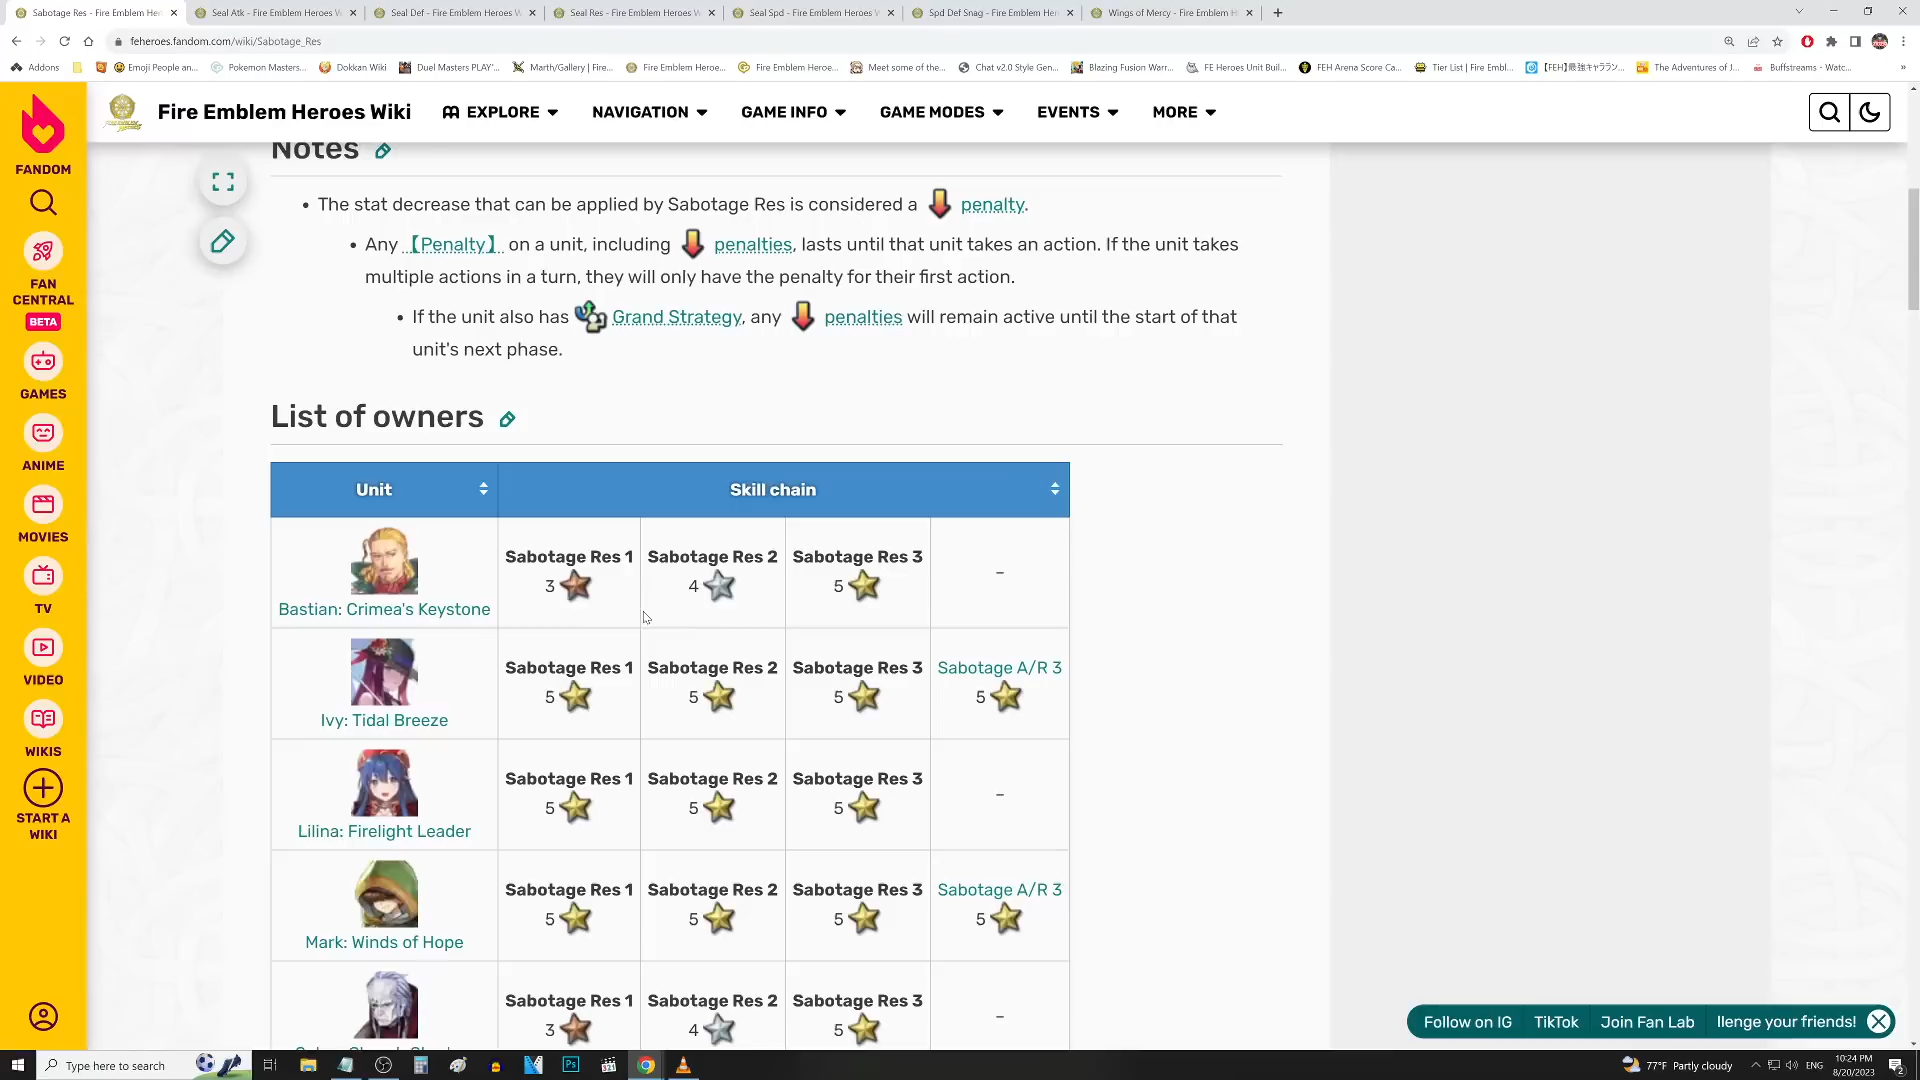 Sabotage Res - Fire Emblem Her
Seal Atk - Fire Emblem Heroes W
Seal Def - Fire Emblem Heroes W
Seal Res - Fire Emblem Heroes W
Seal Spd - Fire Emblem Heroes W
Spd Def Snag - Fire Emblem Her
Wings of Mercy - Fire Emblem H
feheroes.fandom.com/wiki/Sabotage_Res
Addons
Emoji People an...
Pokemon Masters...
Dokkan Wiki
Duel Masters PLAY'...
Marth/Gallery | Fire...
Fire Emblem Heroe...
Fire Emblem Heroe...
Meet some of the...
Chat v2.0 Style Gen...
Blazing Fusion Warr...
FE Heroes Unit Buil...
FEH Arena Score Ca...
Tier List | Fire Embl...
【FEH】最強キャララン...
The Adventures of J...
Buffstreams - Watc...
Fire Emblem Heroes Wiki
EXPLORE
NAVIGATION
GAME INFO
GAME MODES
EVENTS
MORE
FANDOM
FAN
CENTRAL
BETA
GAMES
ANIME
MOVIES
TV
VIDEO
WIKIS
START A
WIKI
Notes
• The stat decrease that can be applied by Sabotage Res is considered a penalty.
• Any 【Penalty】 on a unit, including penalties, lasts until that unit takes an action. If the unit takes
multiple actions in a turn, they will only have the penalty for their first action.
• If the unit also has Grand Strategy, any penalties will remain active until the start of that
unit's next phase.
List of owners
Unit
Skill chain
Bastian: Crimea's Keystone
Sabotage Res 1
3
Sabotage Res 2
4
Sabotage Res 3
5
–
Ivy: Tidal Breeze
Sabotage Res 1
5
Sabotage Res 2
5
Sabotage Res 3
5
Sabotage A/R 3
5
Lilina: Firelight Leader
Sabotage Res 1
5
Sabotage Res 2
5
Sabotage Res 3
5
–
Mark: Winds of Hope
Sabotage Res 1
5
Sabotage Res 2
5
Sabotage Res 3
5
Sabotage A/R 3
5
Sabotage Res 1
3
Sabotage Res 2
4
Sabotage Res 3
5
–
Follow on IG
TikTok
Join Fan Lab
llenge your friends!
Type here to search
77°F Partly cloudy
ENG
10:24 PM
8/20/2023